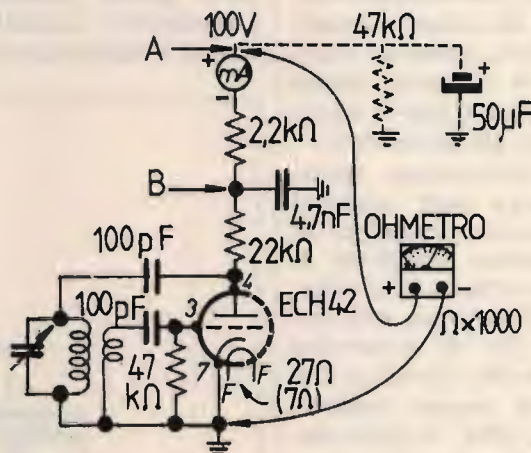 100V
47kΩ
A
+
mA
-
+
50µF
2,2kΩ
B
4,7nF
22kΩ
OHMETRO
100pF
+ -
Ω×1000
4
ECH42
100pF
3
47
kΩ
7
F
F
27Ω
(7Ω)